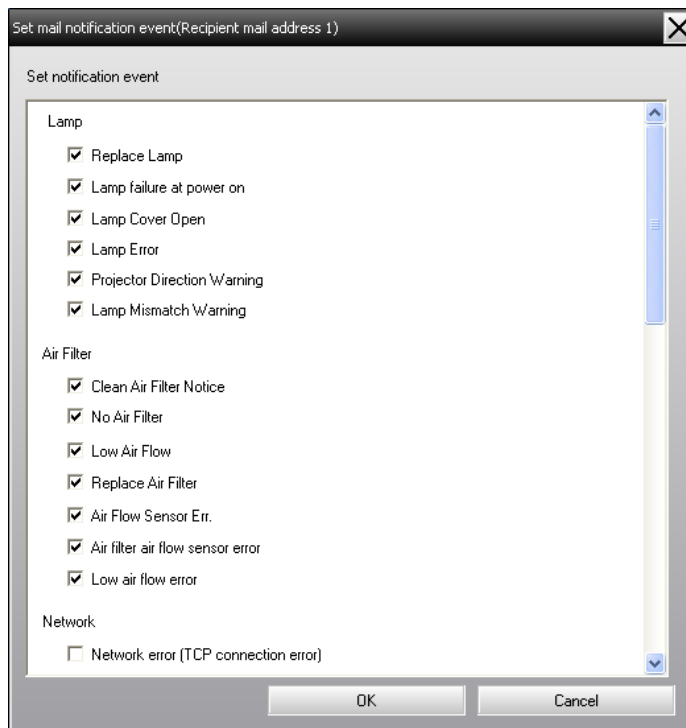 Set mail notification event(Recipient mail address 1)
Set notification event
Lamp
Replace Lamp
Lamp failure at power on
Lamp Cover Open
Lamp Error
Projector Direction Warning
Lamp Mismatch Warning
Air Filter
Clean Air Filter Notice
No Air Filter
Low Air Flow
Replace Air Filter
Air Flow Sensor Err.
Air filter air flow sensor error
Low air flow error
Network
Network error (TCP connection error)
OK Cancel